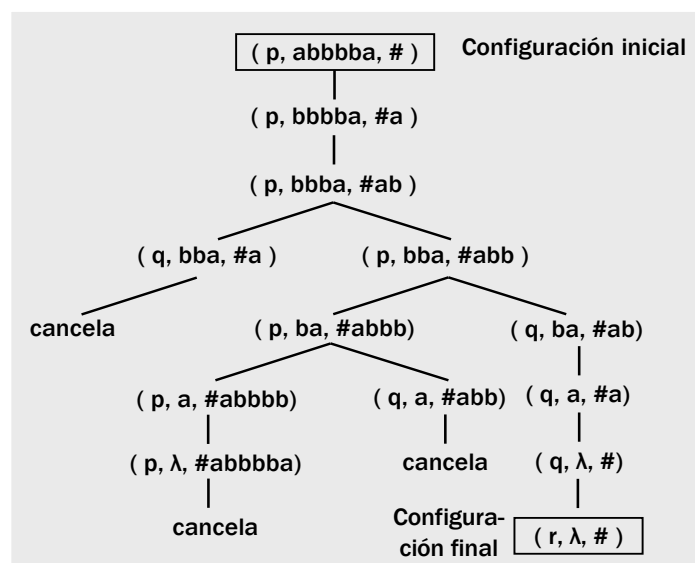 ( p, abbbba, # ) Configuración inicial
( p, bbbba, #a )
( p, bbba, #ab )
( q, bba, #a ) ( p, bba, #abb )
cancela ( p, ba, #abbb) ( q, ba, #ab)
( p, a, #abbbb) ( q, a, #abb) ( q, a, #a)
( p, λ, #abbbba) cancela ( q, λ, #)
cancela Configura-
ción final ( r, λ, # )